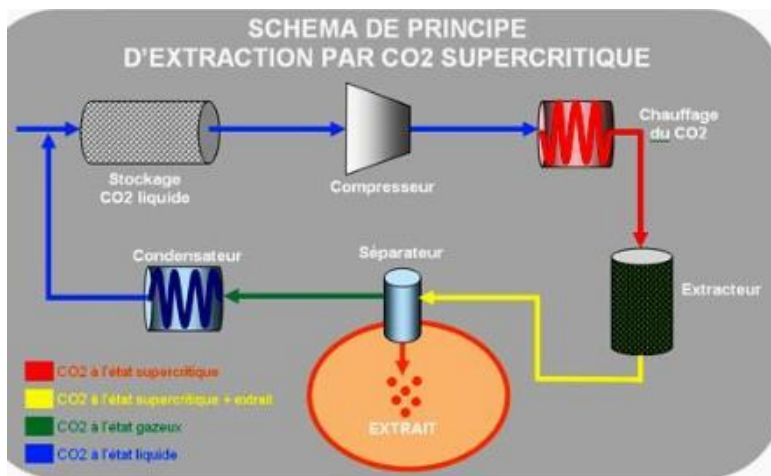 SCHEMA DE PRINCIPE
D'EXTRACTION PAR CO2 SUPERCRITIQUE
Chauffage
du CO2
Stockage
CO2 liquide
Compresseur
Condensateur
Séparateur
Extracteur
EXTRAIT
CO2 à l'état supercritique
CO2 à l'état supercritique + extrait
CO2 à l'état gazeux
CO2 à l'état liquide